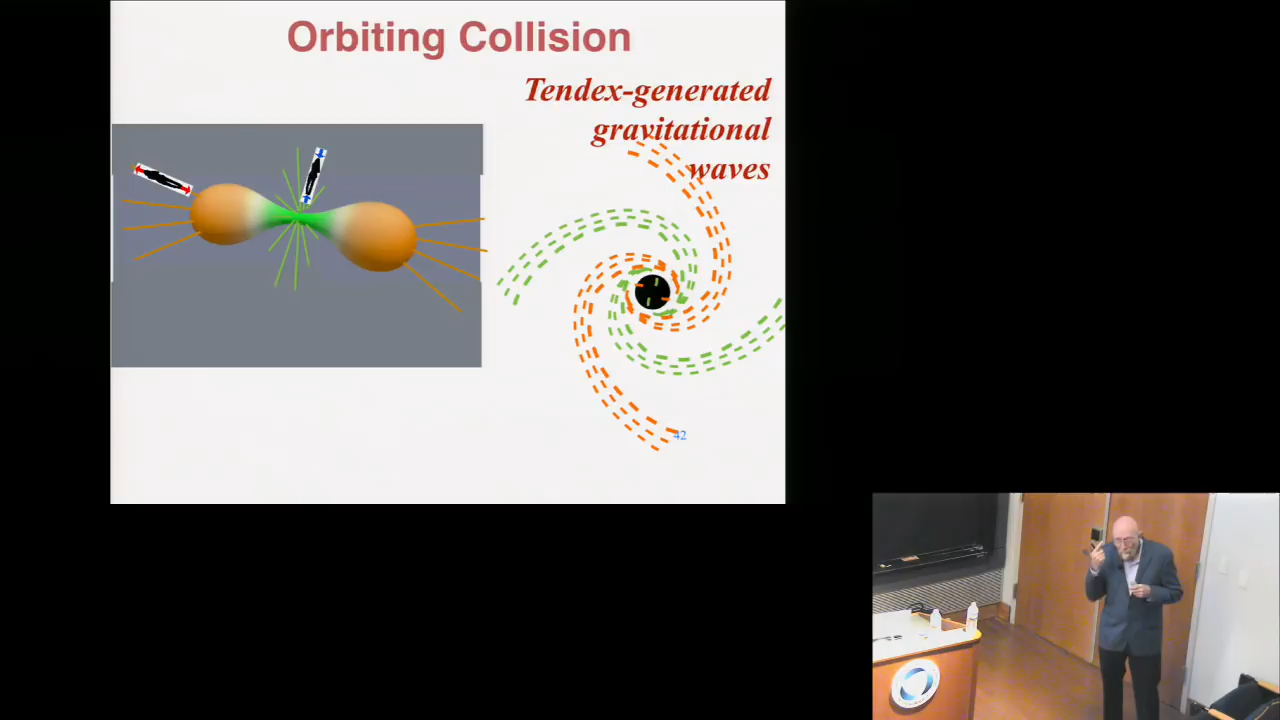 Orbiting Collision
Tendex-generated
gravitational
waves
42